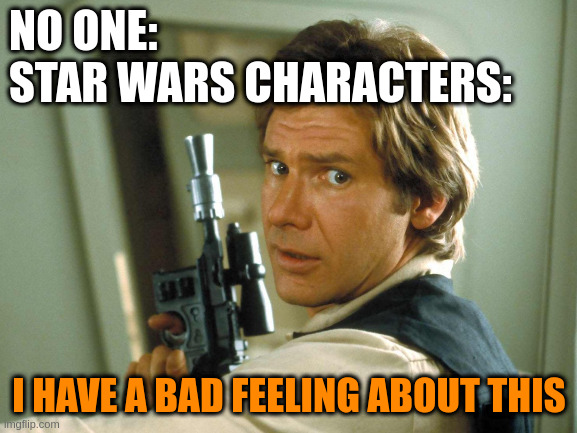 NO ONE:
STAR WARS CHARACTERS:
I HAVE A BAD FEELING ABOUT THIS
imgflip.com